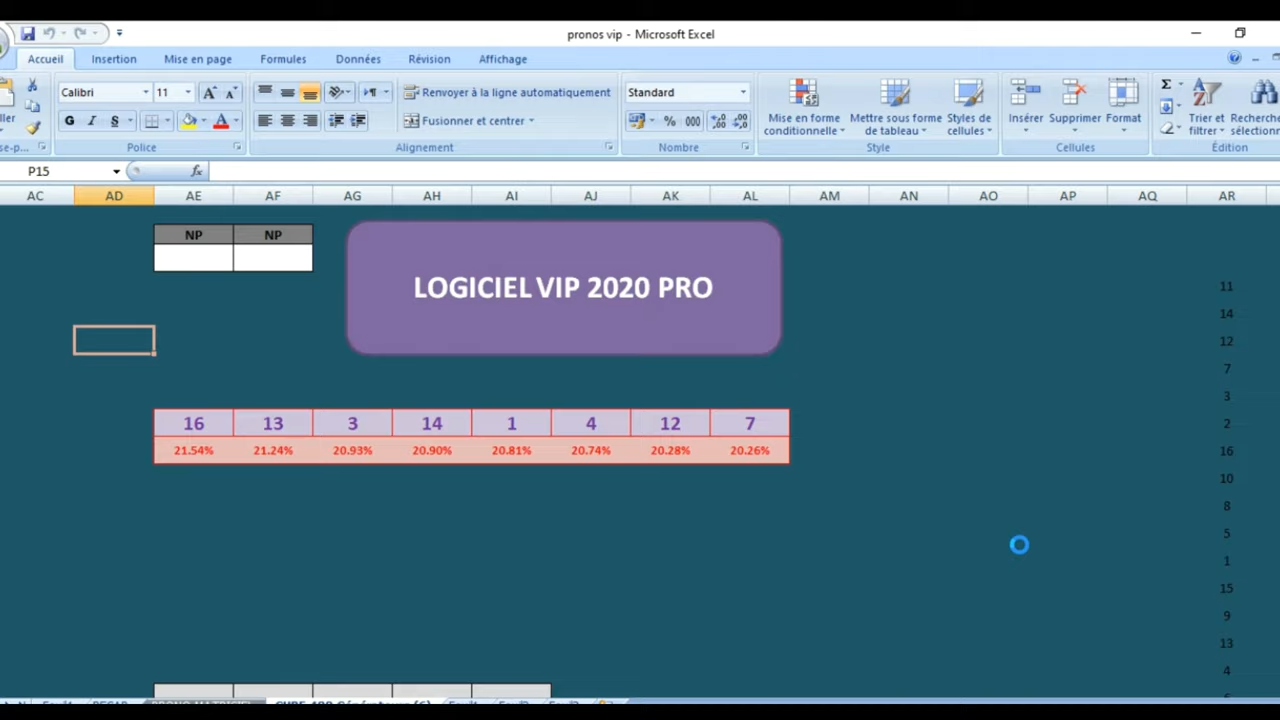 pronos vip - Microsoft Excel
Accueil Insertion Mise en page Formules Données Révision Affichage
Calibri 11 Renvoyer à la ligne automatiquement Standard
G I S Fusionner et centrer % 000
Mise en forme conditionnelle Mettre sous forme de tableau Styles de cellules Insérer Supprimer Format Trier et filtrer
Police Alignement Nombre Style Cellules Édition
P15 fx
AC AD AE AF AG AH AI AJ AK AL AM AN AO AP AQ AR
NP NP
LOGICIEL VIP 2020 PRO
11
14
12
7
3
16 13 3 14 1 4 12 7 2
21.54% 21.24% 20.93% 20.90% 20.81% 20.74% 20.28% 20.26% 16
10
8
5
1
15
9
13
4